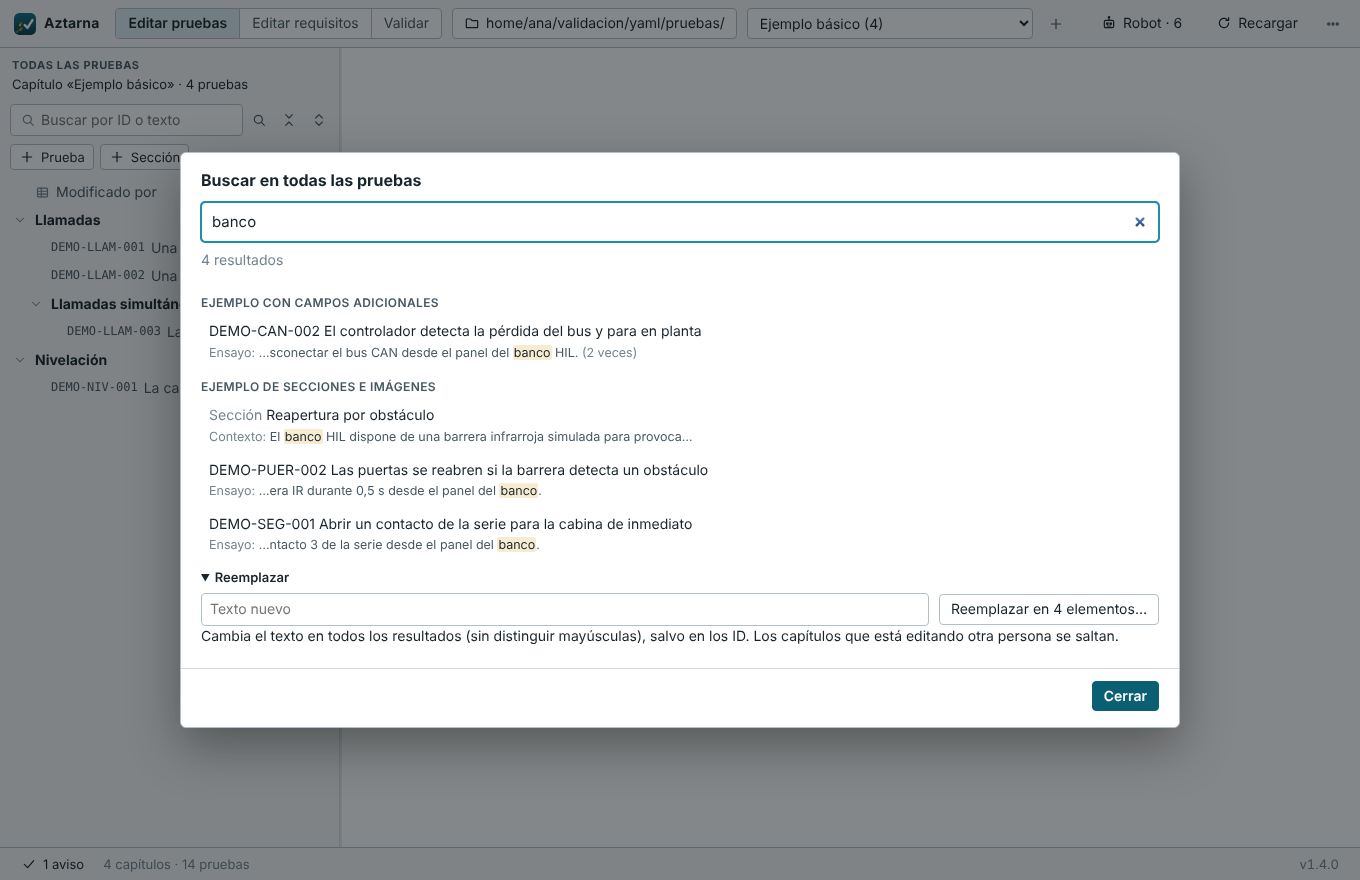 Aztarna
Editar pruebas
Editar requisitos
Validar
home/ana/validacion/yaml/pruebas/
Ejemplo básico (4)
Robot · 6
Recargar
TODAS LAS PRUEBAS
Capítulo «Ejemplo básico» · 4 pruebas
Buscar por ID o texto
Prueba
Sección
Modificado por
Llamadas
DEMO-LLAM-001 Una
DEMO-LLAM-002 Una
Llamadas simultán
DEMO-LLAM-003 La
Nivelación
DEMO-NIV-001 La ca
Buscar en todas las pruebas
banco
4 resultados
EJEMPLO CON CAMPOS ADICIONALES
DEMO-CAN-002 El controlador detecta la pérdida del bus y para en planta
Ensayo: ...sconectar el bus CAN desde el panel del banco HIL. (2 veces)
EJEMPLO DE SECCIONES E IMÁGENES
Sección Reapertura por obstáculo
Contexto: El banco HIL dispone de una barrera infrarroja simulada para provoca...
DEMO-PUER-002 Las puertas se reabren si la barrera detecta un obstáculo
Ensayo: ...era IR durante 0,5 s desde el panel del banco.
DEMO-SEG-001 Abrir un contacto de la serie para la cabina de inmediato
Ensayo: ...ntacto 3 de la serie desde el panel del banco.
Reemplazar
Texto nuevo
Reemplazar en 4 elementos...
Cambia el texto en todos los resultados (sin distinguir mayúsculas), salvo en los ID. Los capítulos que está editando otra persona se saltan.
Cerrar
1 aviso
4 capítulos · 14 pruebas
v1.4.0